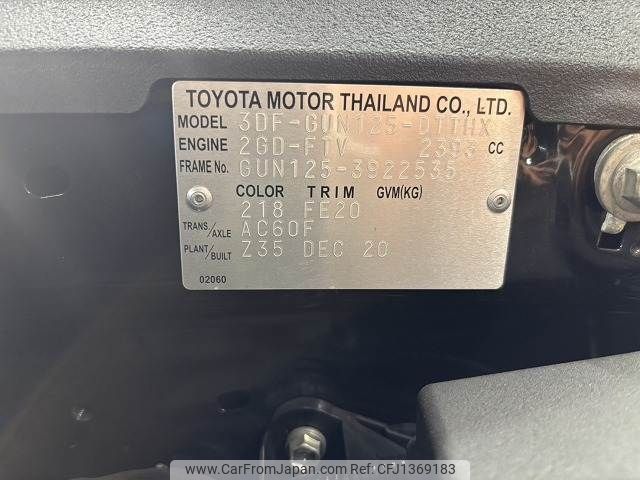 TOYOTA MOTOR THAILAND CO., LTD.
MODEL 3DF-GUN125-DTTHX
ENGINE 2GD-FTV 2393 CC
FRAME No. GUN125-3922535
COLOR TRIM GVM(KG)
218 FE20
TRANS/AXLE AC60F
PLANT/BUILT Z35 DEC 20
02060
www.CarFromJapan.com CFJ1369183